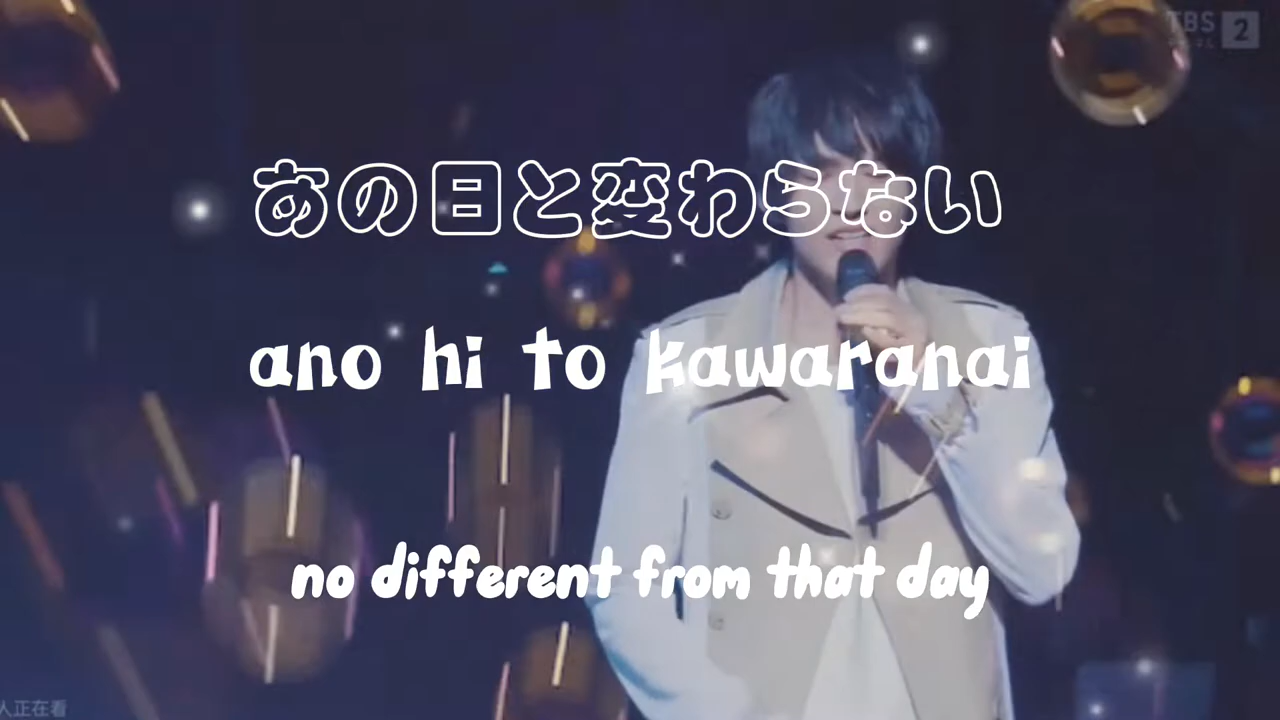 TBS 2
あの日と変わらない
ano hi to kawaranai
no different from that day
人正在看